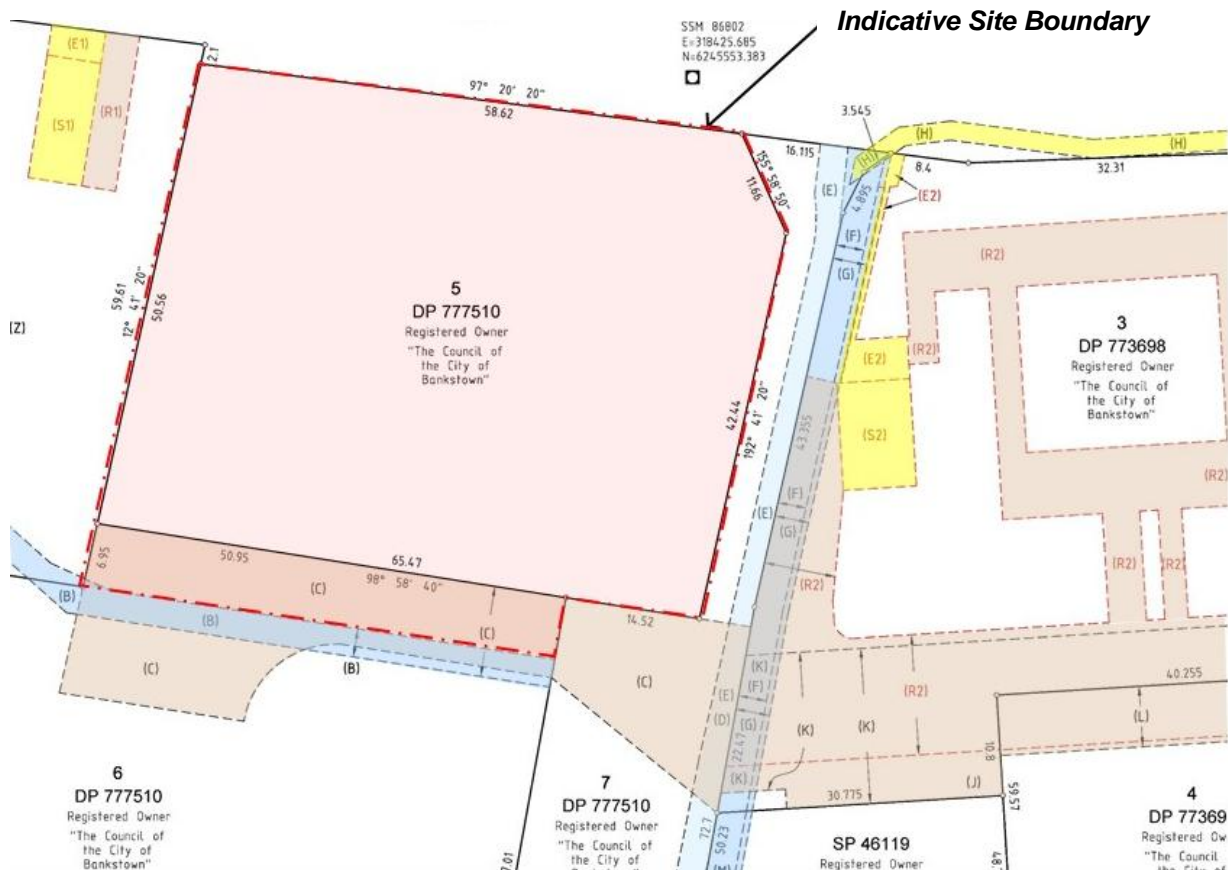 Indicative Site Boundary
SSM 86802
E=318425.685
N=6245553.383
2.1
97° 20' 20"
58.62
(E1)
(R1)
(S1)
3.545
16.115
(H)
(H)
(H)
8.4
32.31
155° 58' 50"
11.66
(E)
4.895
(E2)
(F)
(G)
(R2)
59.61
12° 41' 20"
50.56
5
DP 777510
Registered Owner
"The Council of
the City of
Bankstown"
3
DP 773698
Registered Owner
"The Council of
the City of
Bankstown"
(Z)
(R2)
(E2)
42.44
192° 41' 20"
43.355
(S2)
(R2)
(F)
(E)
(G)
(R2)
(R2)
(R2)
6.95
50.95
65.47
98° 58' 40"
(C)
(C)
14.52
(B)
(B)
(B)
(C)
(C)
(K)
(F)
(E)
(D)
(G)
22.47
(K)
(K)
(K)
(R2)
40.255
(L)
10.8
(J)
30.775
59.57
6
DP 777510
Registered Owner
"The Council of
the City of
Bankstown"
7
DP 777510
Registered Owner
"The Council of
the City of
72.7
50.23
7.01
SP 46119
Registered Owner
48.
4
DP 77369
Registered Ow
"The Council